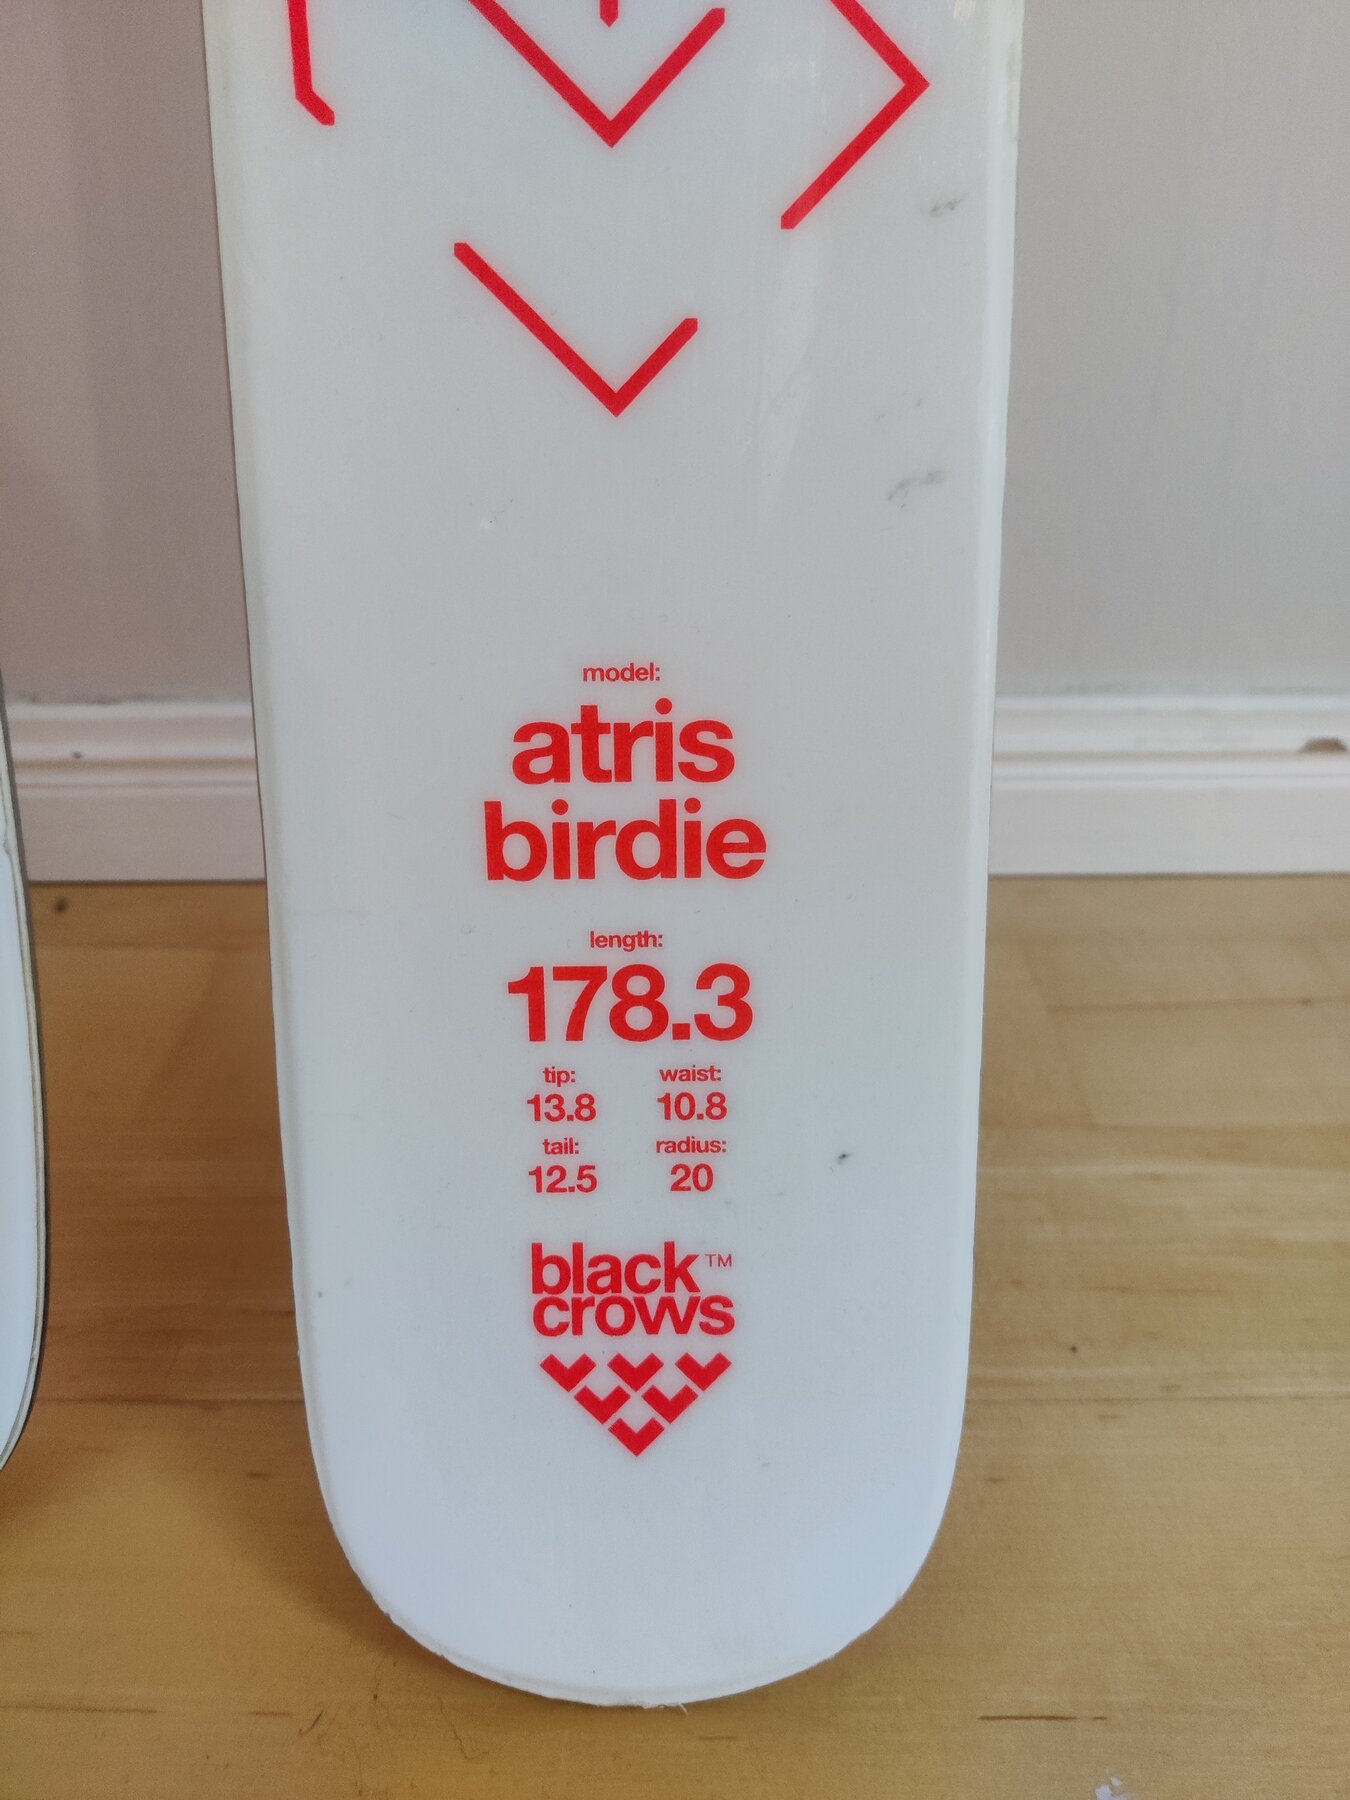 model:
atris
birdie
length:
178.3
tip: waist:
13.8 10.8
tail: radius:
12.5 20
black™
crows